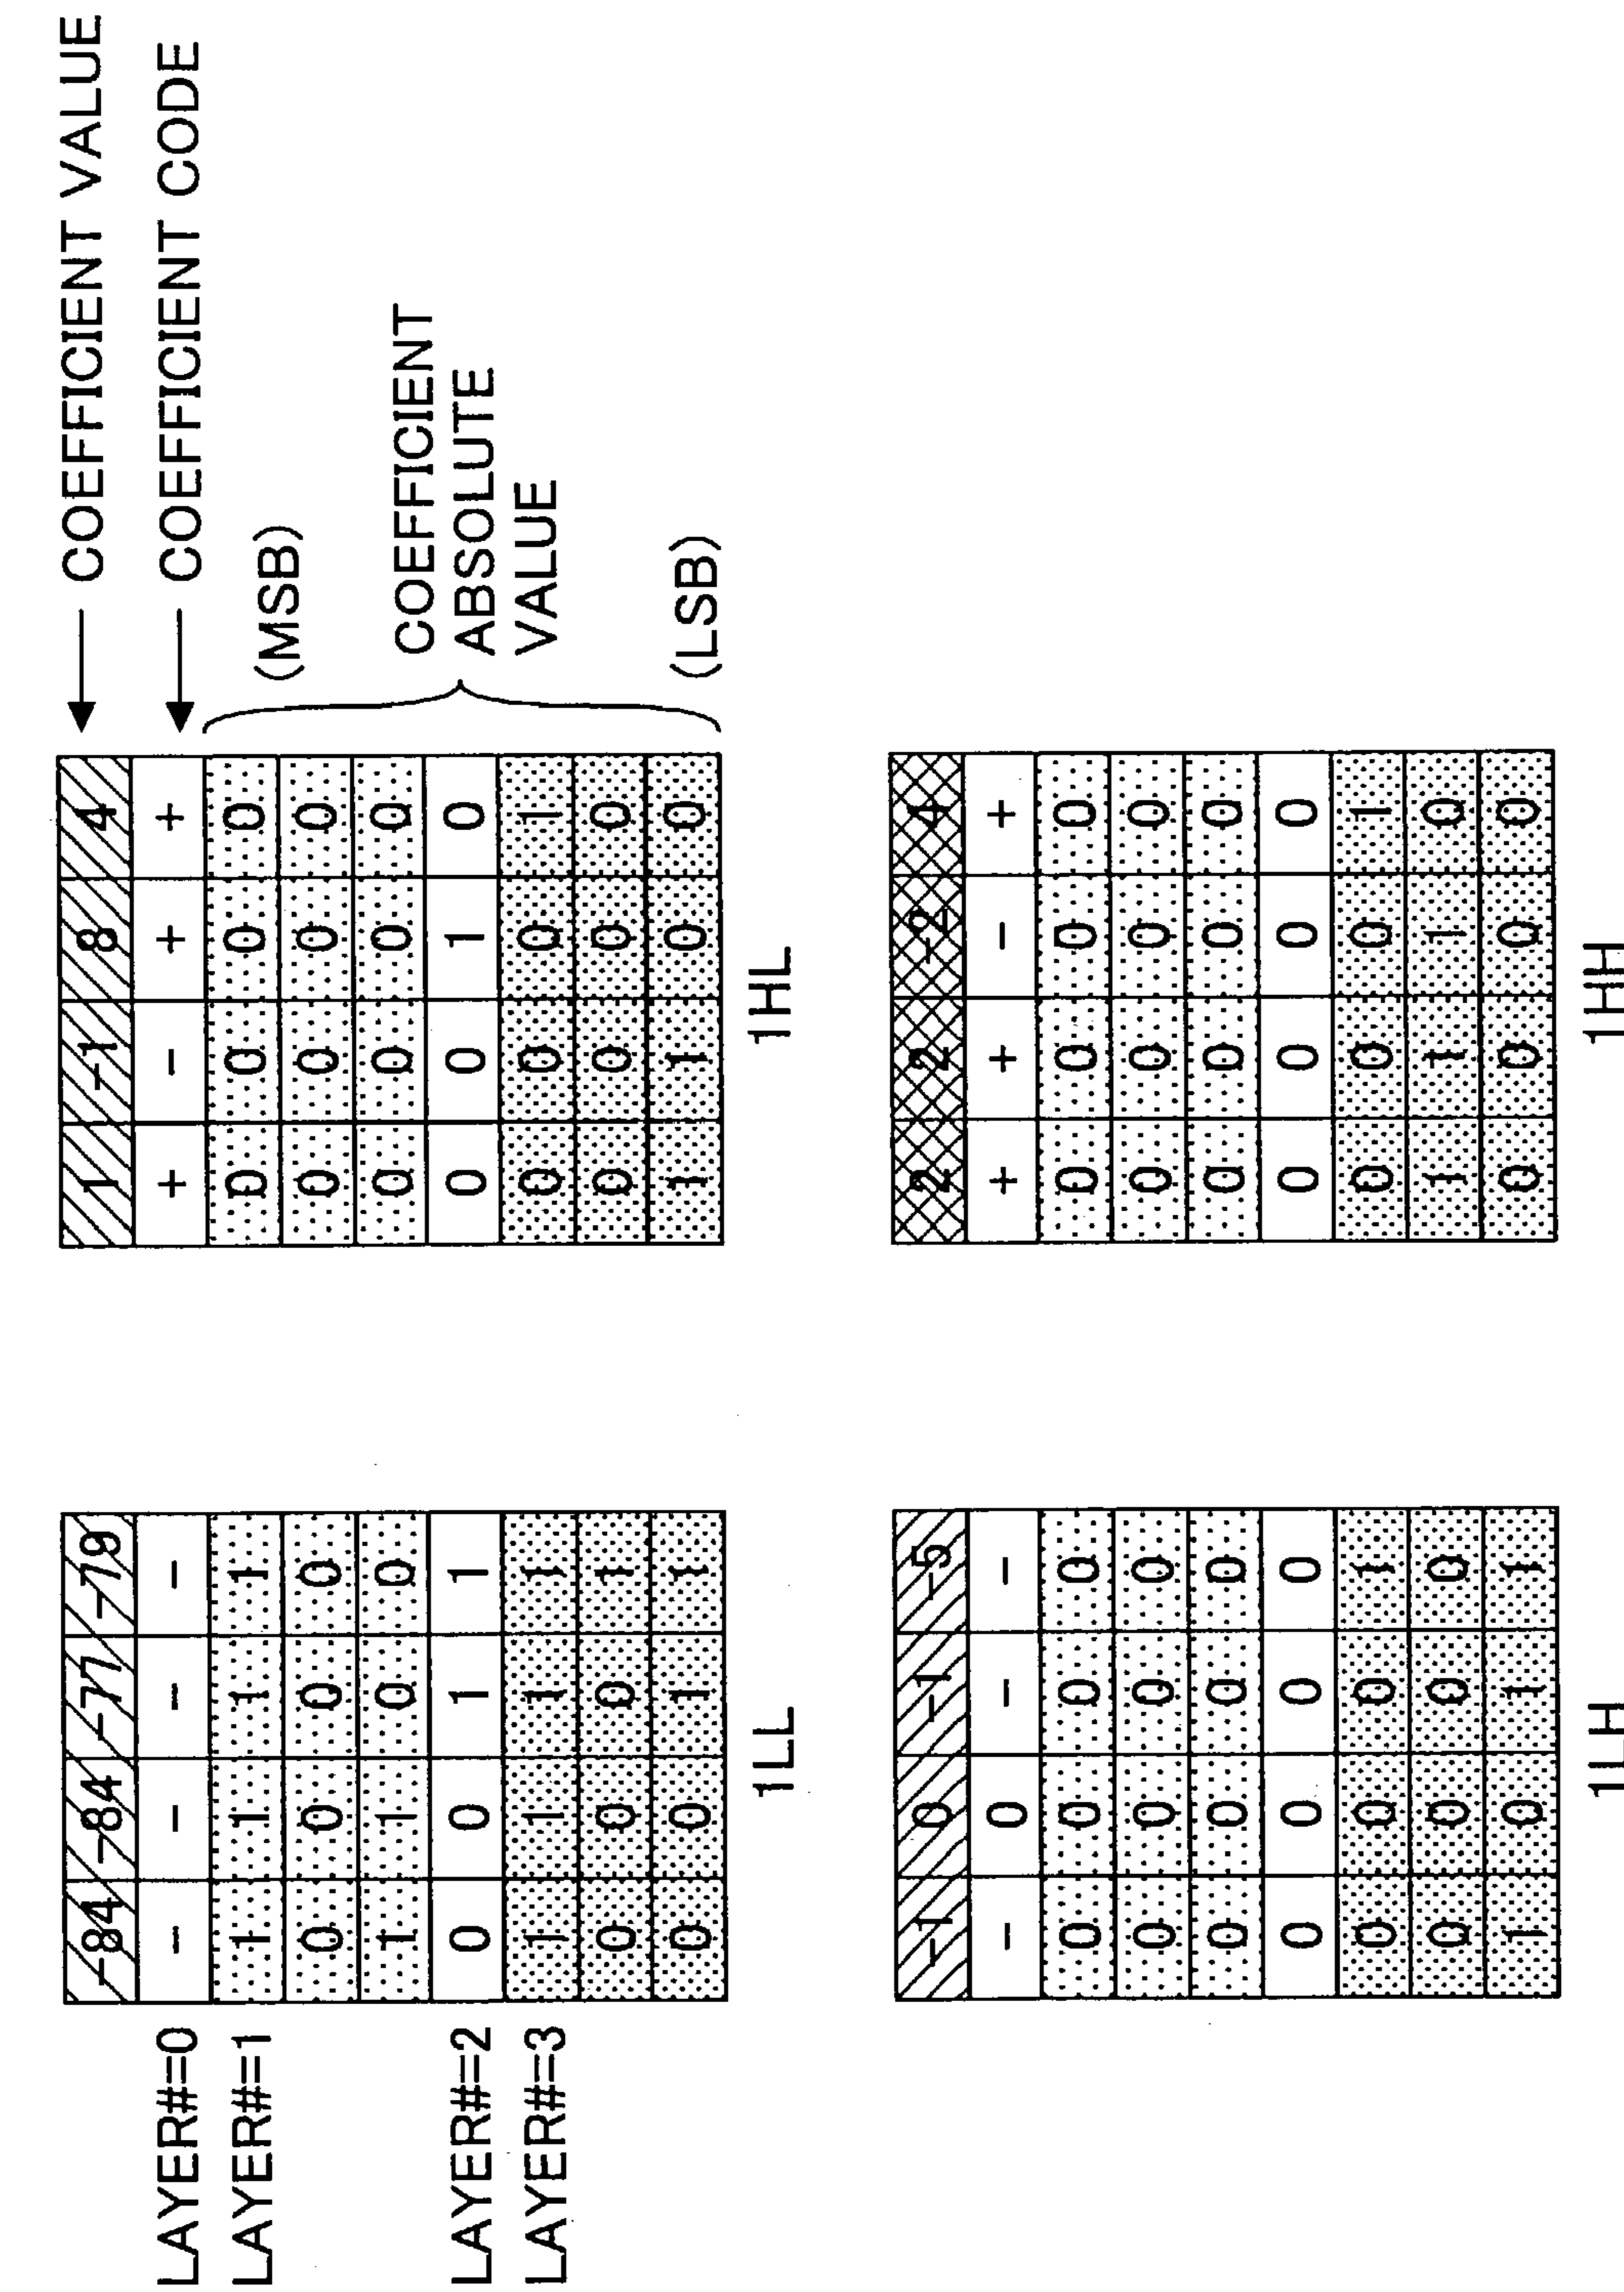 COEFFICIENT VALUE
COEFFICIENT CODE
(MSB)
COEFFICIENT
ABSOLUTE
VALUE
(LSB)
LAYER#=0
LAYER#=1
LAYER#=2
LAYER#=3
-84 -84 -77 -79
- - - -
1 1 1 1
0 0 0 0
1 1 0 0
0 0 1 1
1 1 1 1
0 0 0 1
0 0 1 1
1LL
1 -1 8 4
+ - + +
0 0 0 0
0 0 0 0
0 0 0 0
0 0 1 0
0 0 0 1
0 0 0 0
1 1 0 0
1HL
-1 0 -1 -5
- 0 - -
0 0 0 0
0 0 0 0
0 0 0 0
0 0 0 0
0 0 0 1
0 0 0 0
1 0 1 1
1LH
2 2 -2 4
+ + - +
0 0 0 0
0 0 0 0
0 0 0 0
0 0 0 0
0 0 0 1
1 1 1 0
0 0 0 0
1HH